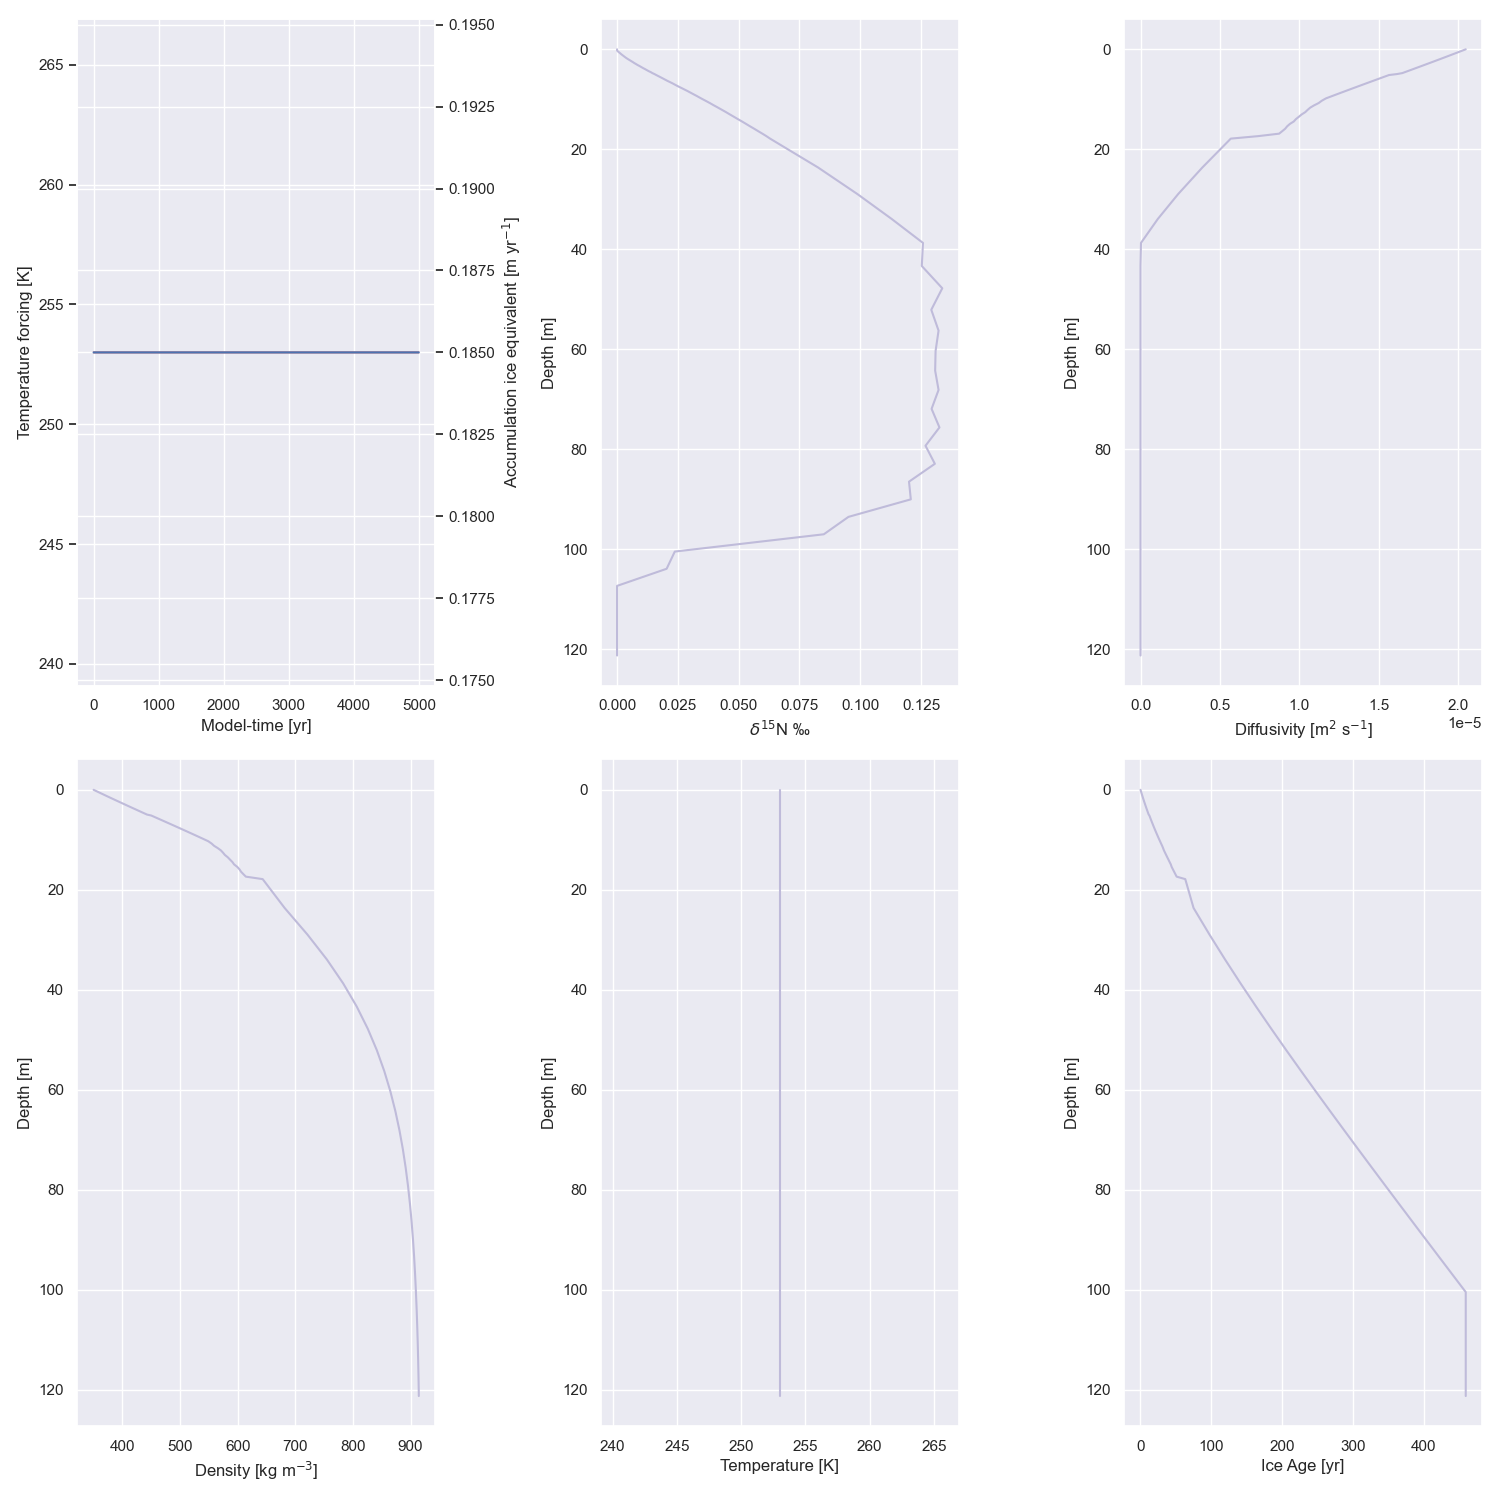 Temperature forcing [K]
265
260
255
250
245
240
0 1000 2000 3000 4000 5000
Model-time [yr]
0.1950
0.1925
0.1900
0.1875
0.1850
0.1825
0.1800
0.1775
0.1750
Accumulation ice equivalent [m yr⁻¹]
Depth [m]
0
20
40
60
80
100
120
0.000 0.025 0.050 0.075 0.100 0.125
δ¹⁵N ‰
Depth [m]
0
20
40
60
80
100
120
0.0 0.5 1.0 1.5 2.0
1e−5
Diffusivity [m² s⁻¹]
Depth [m]
0
20
40
60
80
100
120
400 500 600 700 800 900
Density [kg m⁻³]
Depth [m]
0
20
40
60
80
100
120
240 245 250 255 260 265
Temperature [K]
Depth [m]
0
20
40
60
80
100
120
0 100 200 300 400
Ice Age [yr]